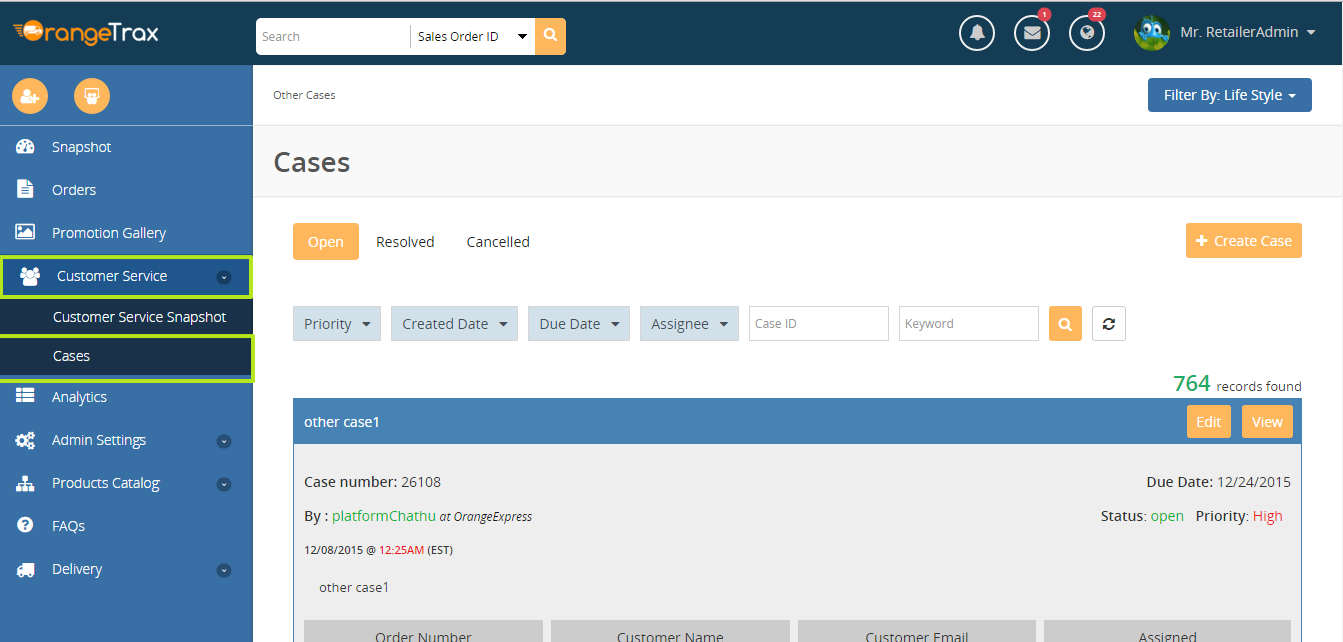 OrangeTrax
Search
Sales Order ID
1
22
Mr. RetailerAdmin
Other Cases
Filter By: Life Style
Snapshot
Orders
Promotion Gallery
Customer Service
Customer Service Snapshot
Cases
Analytics
Admin Settings
Products Catalog
FAQs
Delivery
Cases
Open Resolved Cancelled
+ Create Case
Priority Created Date Due Date Assignee Case ID Keyword
764 records found
other case1
Edit View
Case number: 26108
Due Date: 12/24/2015
By : platformChathu at OrangeExpress
Status: open Priority: High
12/08/2015 @ 12:25AM (EST)
other case1
Order Number Customer Name Customer Email Assigned